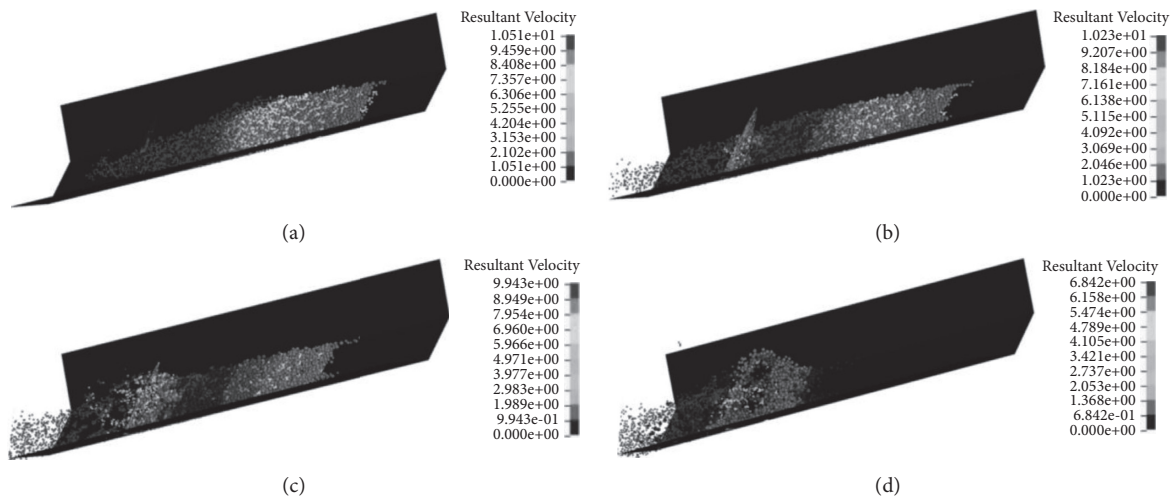 Resultant Velocity
1.051e+01
9.459e+00
8.408e+00
7.357e+00
6.306e+00
5.255e+00
4.204e+00
3.153e+00
2.102e+00
1.051e+00
0.000e+00
(a)
Resultant Velocity
1.023e+01
9.207e+00
8.184e+00
7.161e+00
6.138e+00
5.115e+00
4.092e+00
3.069e+00
2.046e+00
1.023e+00
0.000e+00
(b)
Resultant Velocity
9.943e+00
8.949e+00
7.954e+00
6.960e+00
5.966e+00
4.971e+00
3.977e+00
2.983e+00
1.989e+00
9.943e-01
0.000e+00
(c)
Resultant Velocity
6.842e+00
6.158e+00
5.474e+00
4.789e+00
4.105e+00
3.421e+00
2.737e+00
2.053e+00
1.368e+00
6.842e-01
0.000e+00
(d)